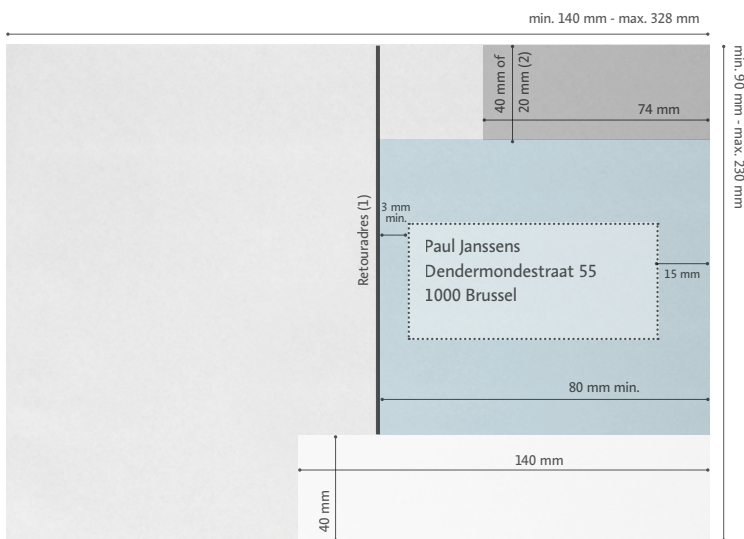 min. 140 mm - max. 328 mm
min. 90 mm - max. 230 mm
40 mm of
20 mm (2)
74 mm
Retouradres (1)
3 mm
min.
Paul Janssens
Dendermondestraat 55
1000 Brussel
15 mm
80 mm min.
140 mm
40 mm